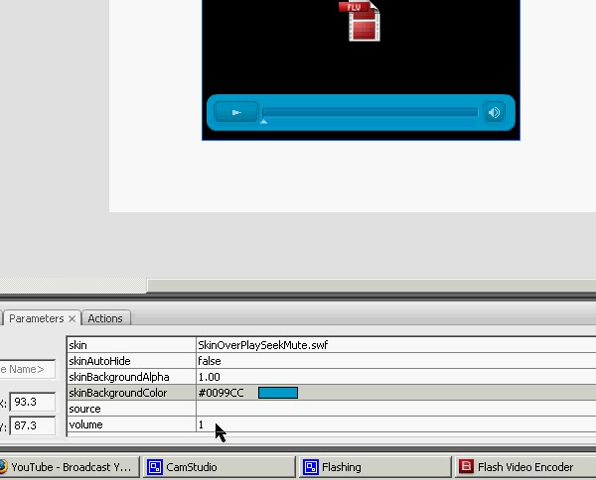 FLV
Parameters × Actions
skin SkinOverPlaySeekMute.swf
skinAutoHide false
e Name> skinBackgroundAlpha 1.00
X: 93.3 skinBackgroundColor #0099CC
source
Y: 87.3 volume 1
YouTube - Broadcast Y... CamStudio Flashing Flash Video Encoder